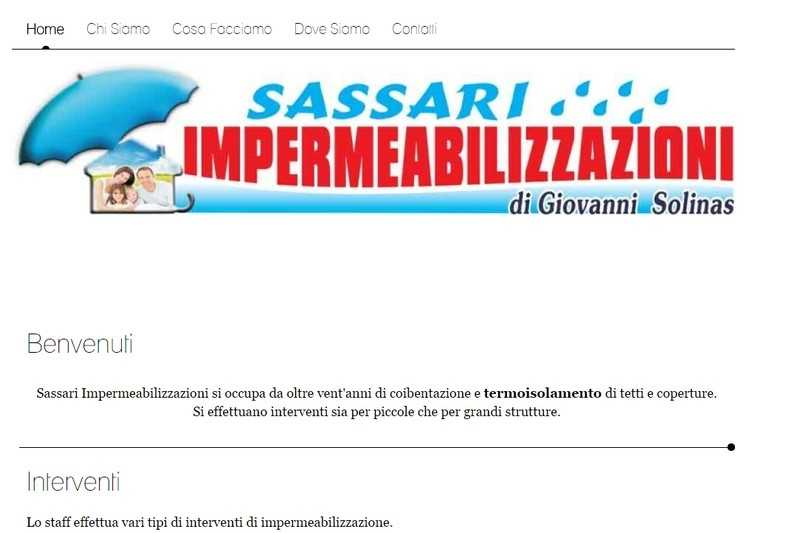 Home Chi Siamo Cosa Facciamo Dove Siamo Contatti
SASSARI
IMPERMEABILIZZAZIONI
di Giovanni Solinas
Benvenuti
Sassari Impermeabilizzazioni si occupa da oltre vent'anni di coibentazione e termoisolamento di tetti e coperture.
Si effettuano interventi sia per piccole che per grandi strutture.
Interventi
Lo staff effettua vari tipi di interventi di impermeabilizzazione.